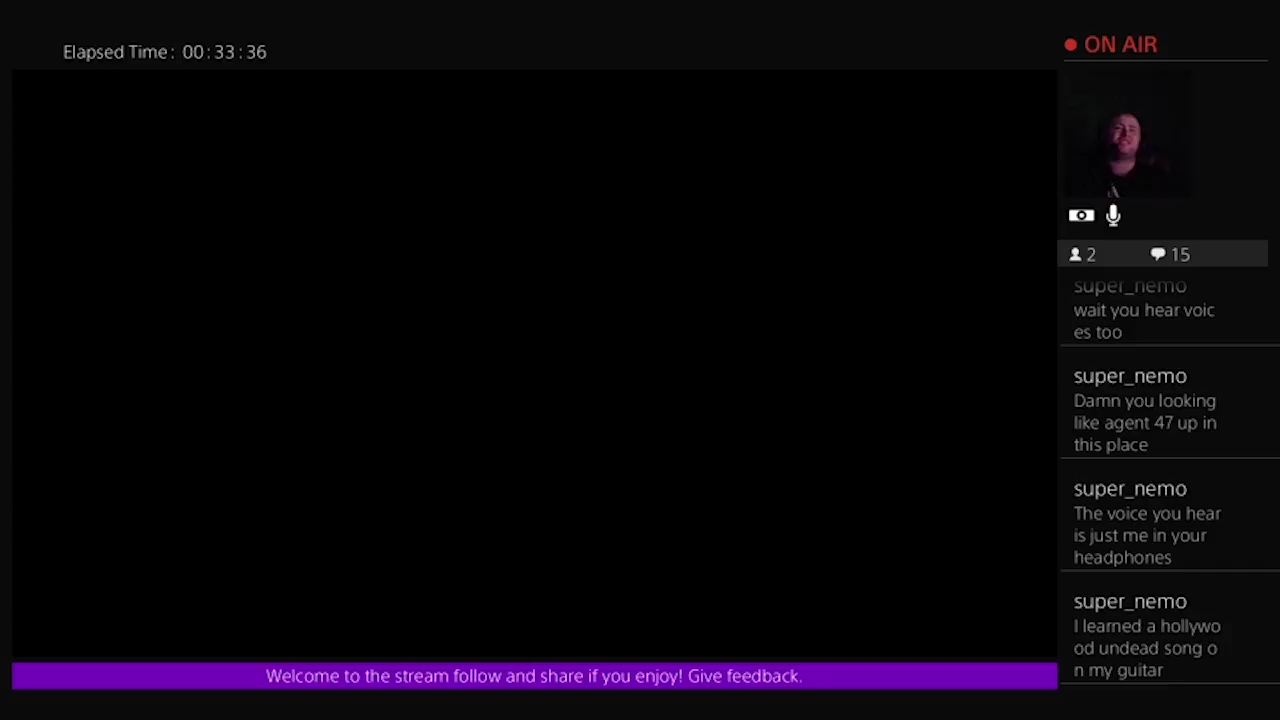 Elapsed Time: 00:33:36
ON AIR
2 15
super_nemo
wait you hear voic
es too
super_nemo
Damn you looking
like agent 47 up in
this place
super_nemo
The voice you hear
is just me in your
headphones
super_nemo
I learned a hollywo
od undead song o
n my guitar
Welcome to the stream follow and share if you enjoy! Give feedback.